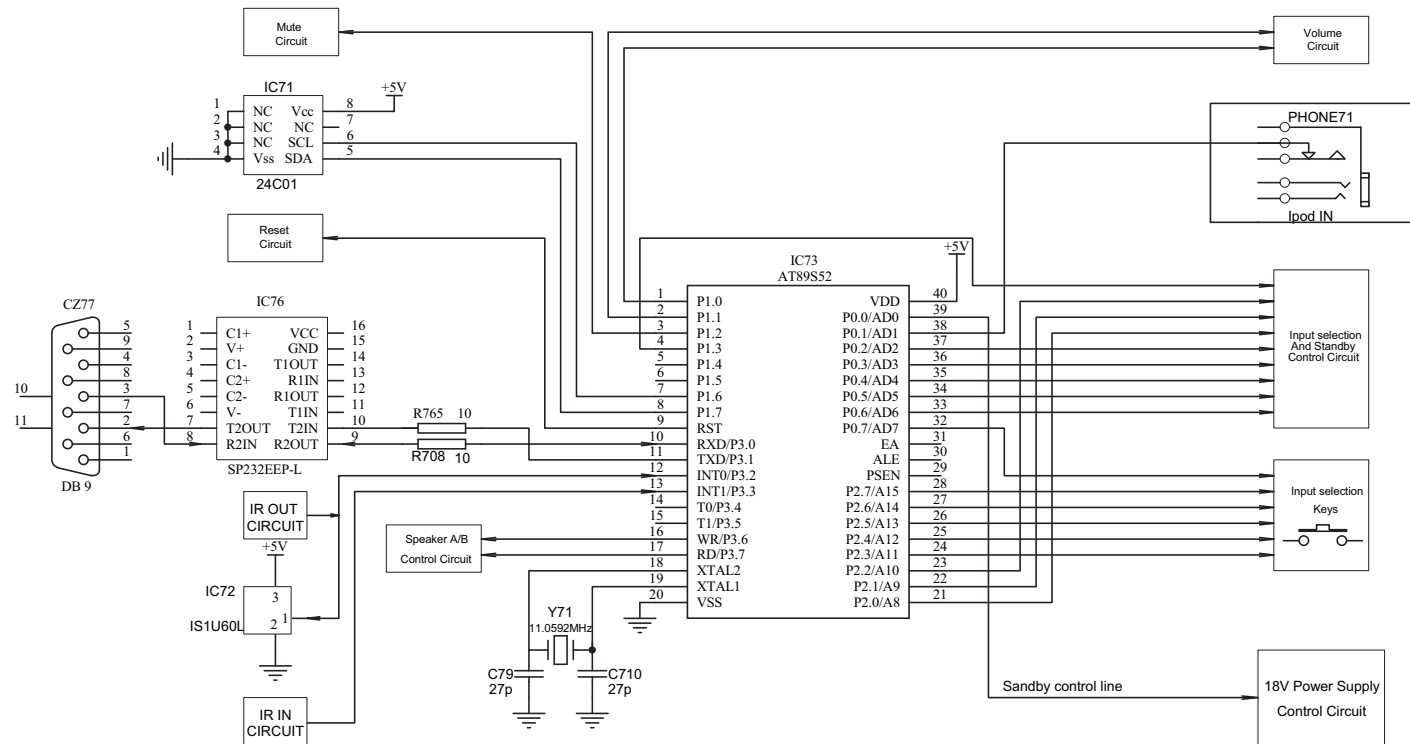 Mute
Circuit
Volume
Circuit
IC71
+5V
1 NC Vcc 8
2 NC NC 7
3 NC SCL 6
4 Vss SDA 5
24C01
PHONE71
Ipod IN
Reset
Circuit
IC73
AT89S52
+5V
1 P1.0 VDD 40
2 P1.1 P0.0/AD0 39
3 P1.2 P0.1/AD1 38
4 P1.3 P0.2/AD2 37
5 P1.4 P0.3/AD3 36
6 P1.5 P0.4/AD4 35
7 P1.6 P0.5/AD5 34
8 P1.7 P0.6/AD6 33
9 RST P0.7/AD7 32
10 RXD/P3.0 EA 31
11 TXD/P3.1 ALE 30
12 INT0/P3.2 PSEN 29
13 INT1/P3.3 P2.7/A15 28
14 T0/P3.4 P2.6/A14 27
15 T1/P3.5 P2.5/A13 26
16 WR/P3.6 P2.4/A12 25
17 RD/P3.7 P2.3/A11 24
18 XTAL2 P2.2/A10 23
19 XTAL1 P2.1/A9 22
20 VSS P2.0/A8 21
Input selection
And Standby
Control Circuit
CZ77
5
9
4
8
10 3
7
11 2
6
1
DB 9
IC76
1 C1+ VCC 16
2 V+ GND 15
3 C1- T1OUT 14
4 C2+ R1IN 13
5 C2- R1OUT 12
6 V- T1IN 11
7 T2OUT T2IN 10
8 R2IN R2OUT 9
SP232EEP-L
R765 10
R708 10
Input selection
Keys
IR OUT
CIRCUIT
Speaker A/B
Control Circuit
+5V
IC72
3
1
2
IS1U60L
Y71
11.0592MHz
C79
27p
C710
27p
IR IN
CIRCUIT
Sandby control line
18V Power Supply
Control Circuit